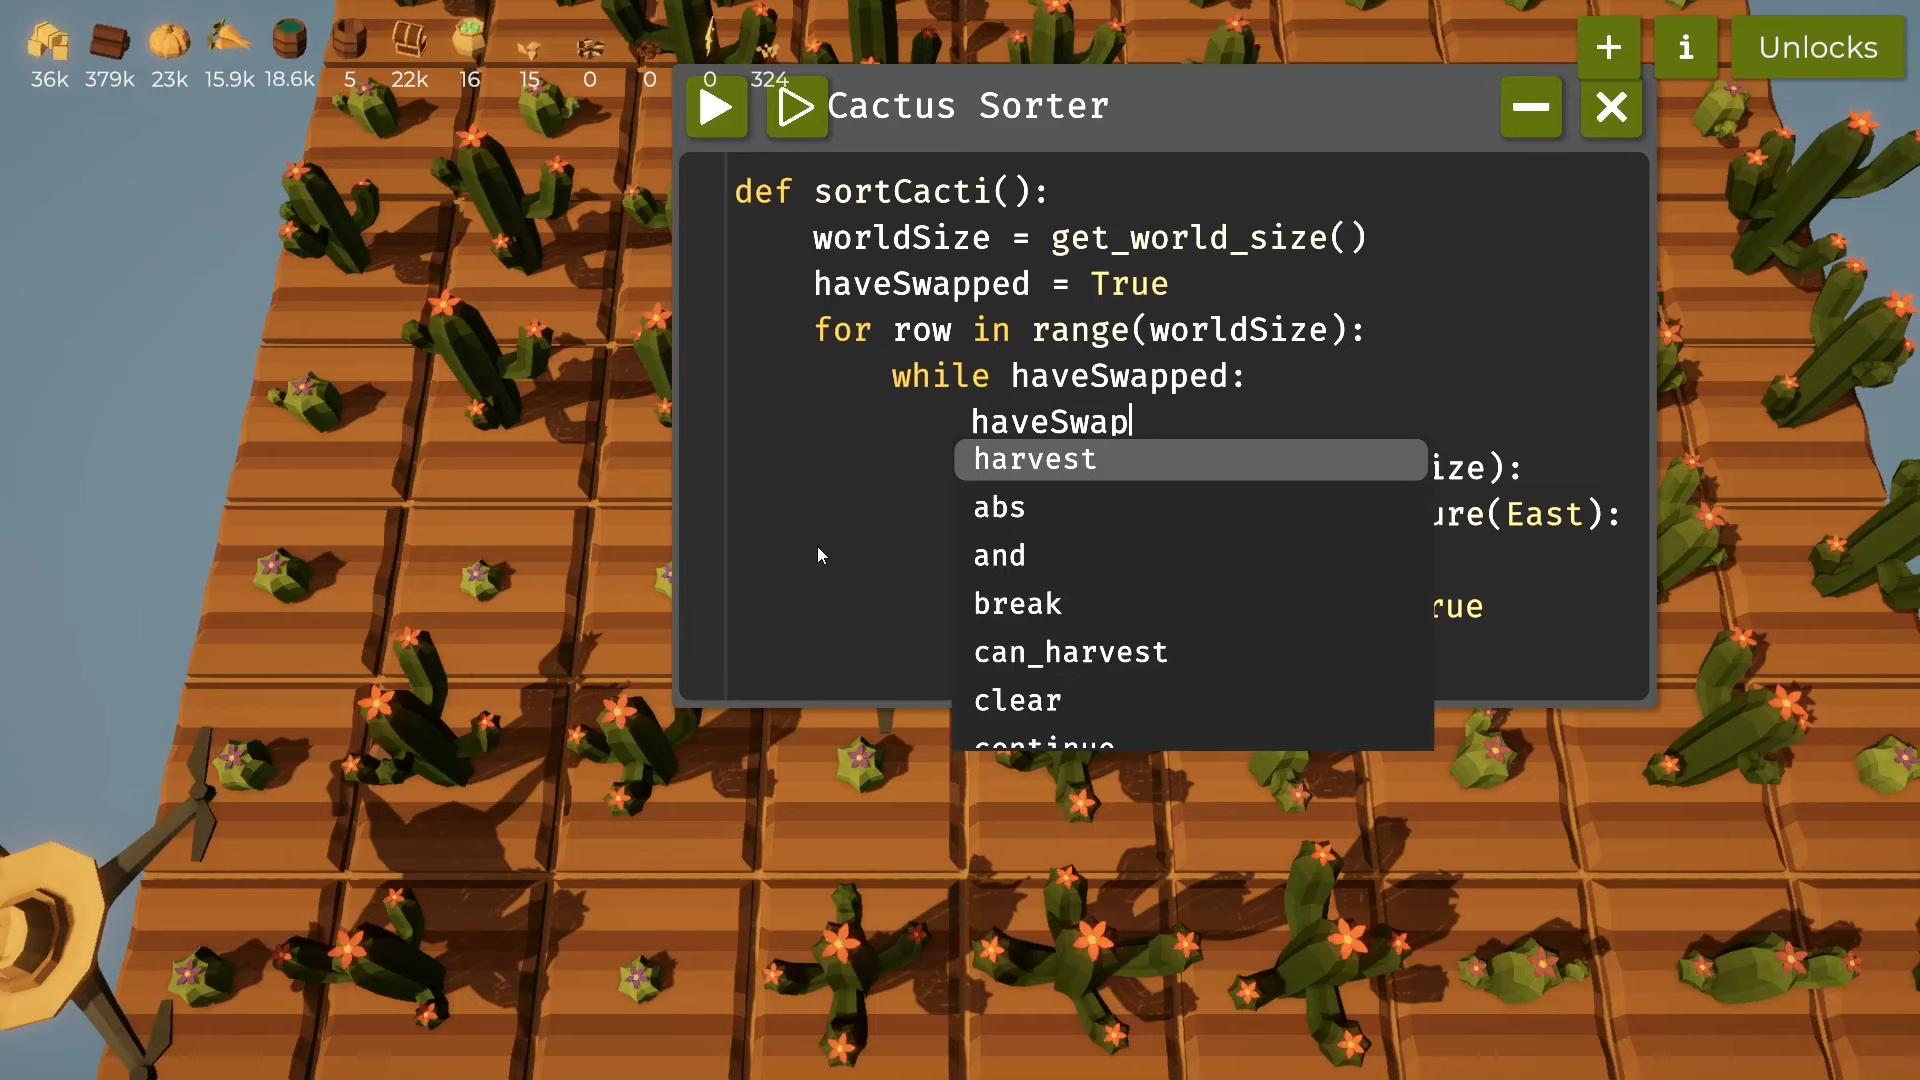 36k 379k 23k 15.9k 18.6k 5 22k 16 15 0 0 0 324
+ i Unlocks
Cactus Sorter
def sortCacti():
worldSize = get_world_size()
haveSwapped = True
for row in range(worldSize):
while haveSwapped:
haveSwap
harvest
ize):
abs
ure(East):
and
break
rue
can_harvest
clear
continue